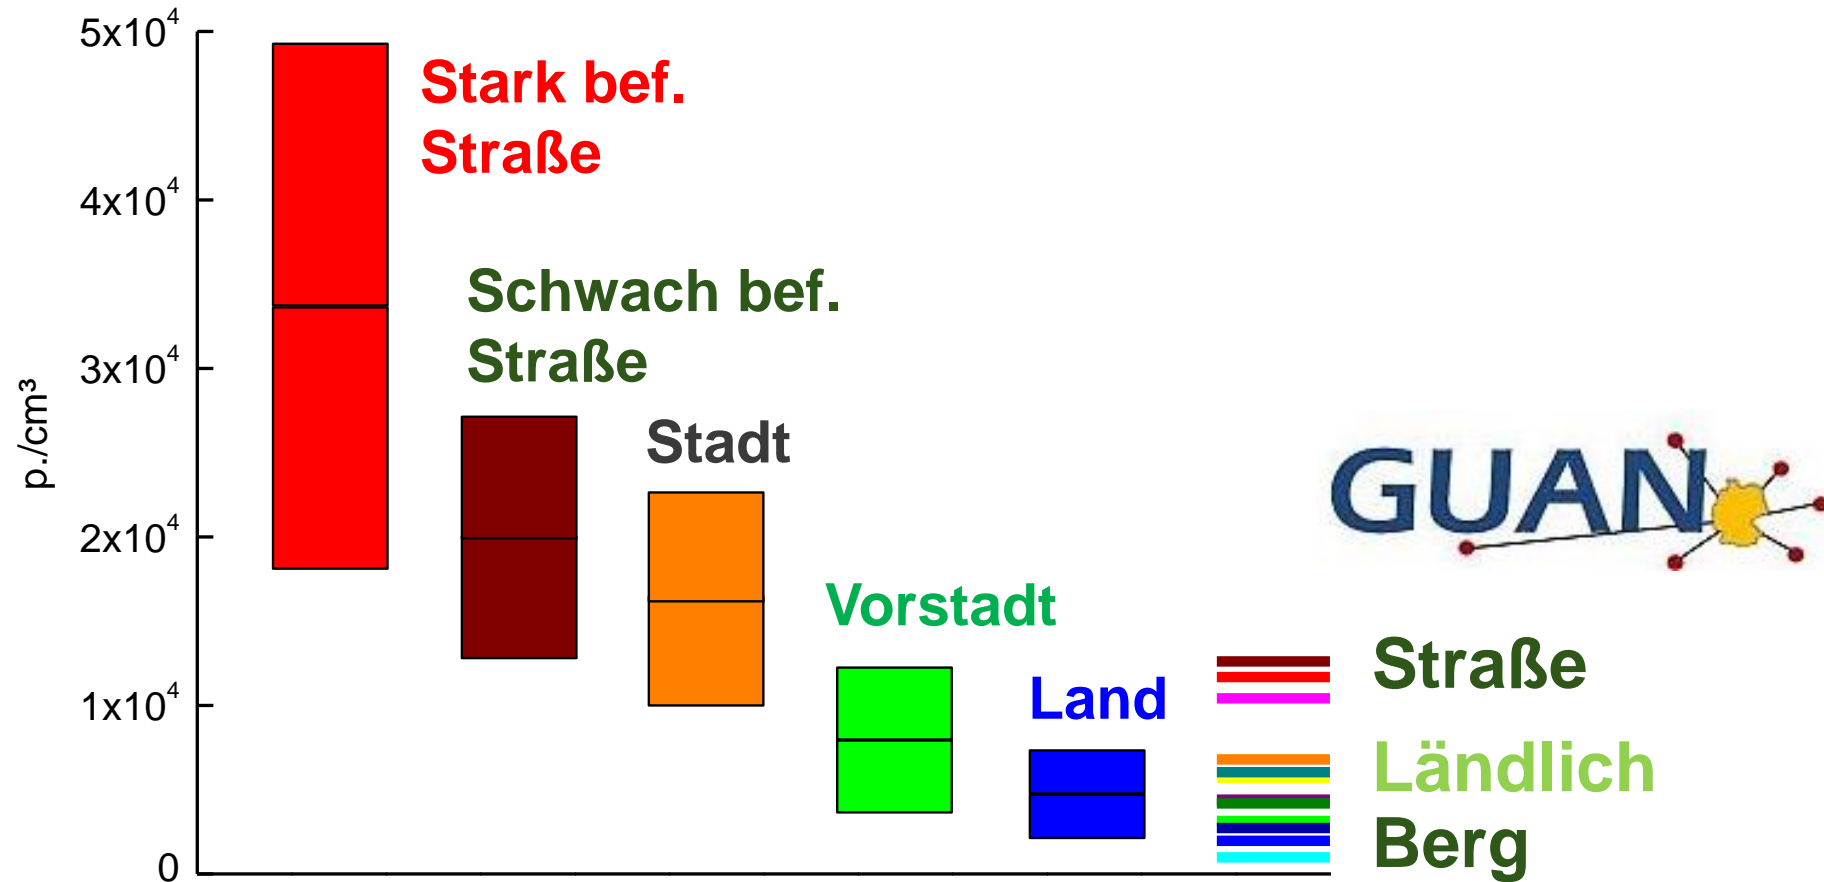 5x10⁴
4x10⁴
3x10⁴
2x10⁴
1x10⁴
0
p./cm³
Stark bef.
Straße
Schwach bef.
Straße
Stadt
Vorstadt
Land
GUAN
Straße
Ländlich
Berg